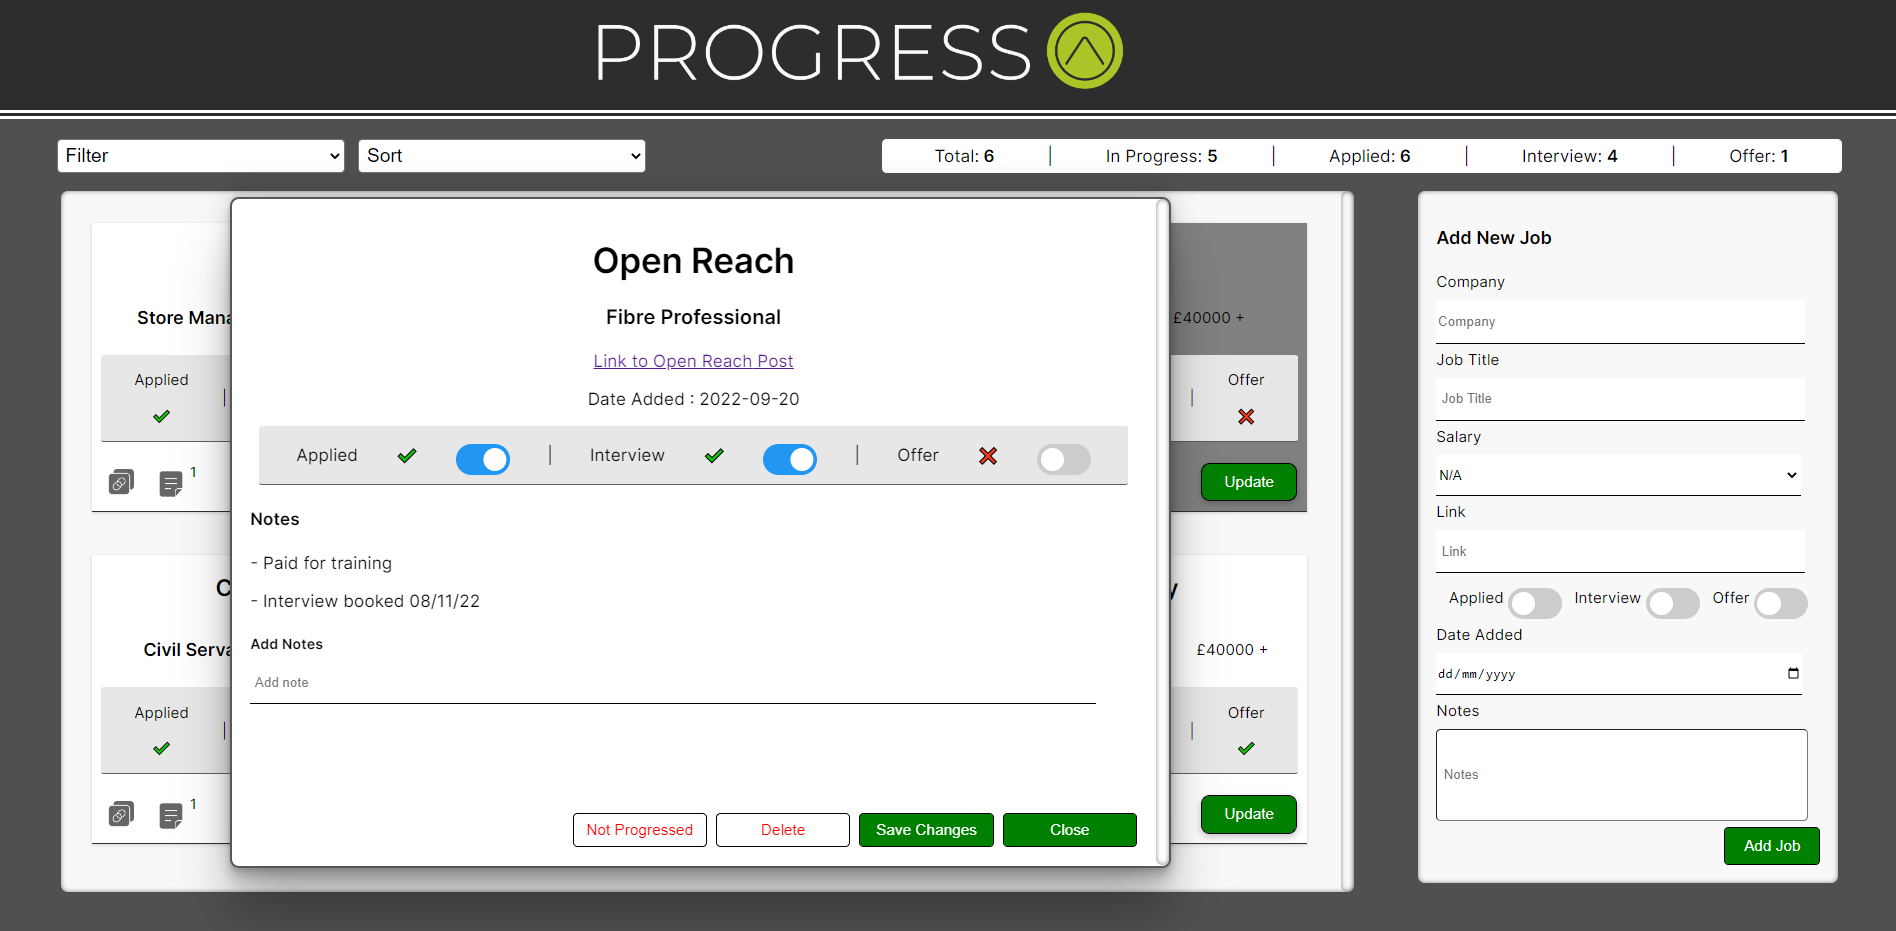 PROGRESS
Filter
Sort
Total: 6
In Progress: 5
Applied: 6
Interview: 4
Offer: 1
Open Reach
Fibre Professional
Link to Open Reach Post
Date Added : 2022-09-20
Applied
Interview
Offer
Notes
- Paid for training
- Interview booked 08/11/22
Add Notes
Add note
Not Progressed
Delete
Save Changes
Close
Store Mana
Applied
1
£40000 +
Offer
Update
C
Civil Serva
Applied
1
y
£40000 +
Offer
Update
Add New Job
Company
Company
Job Title
Job Title
Salary
N/A
Link
Link
Applied
Interview
Offer
Date Added
dd/mm/yyyy
Notes
Notes
Add Job